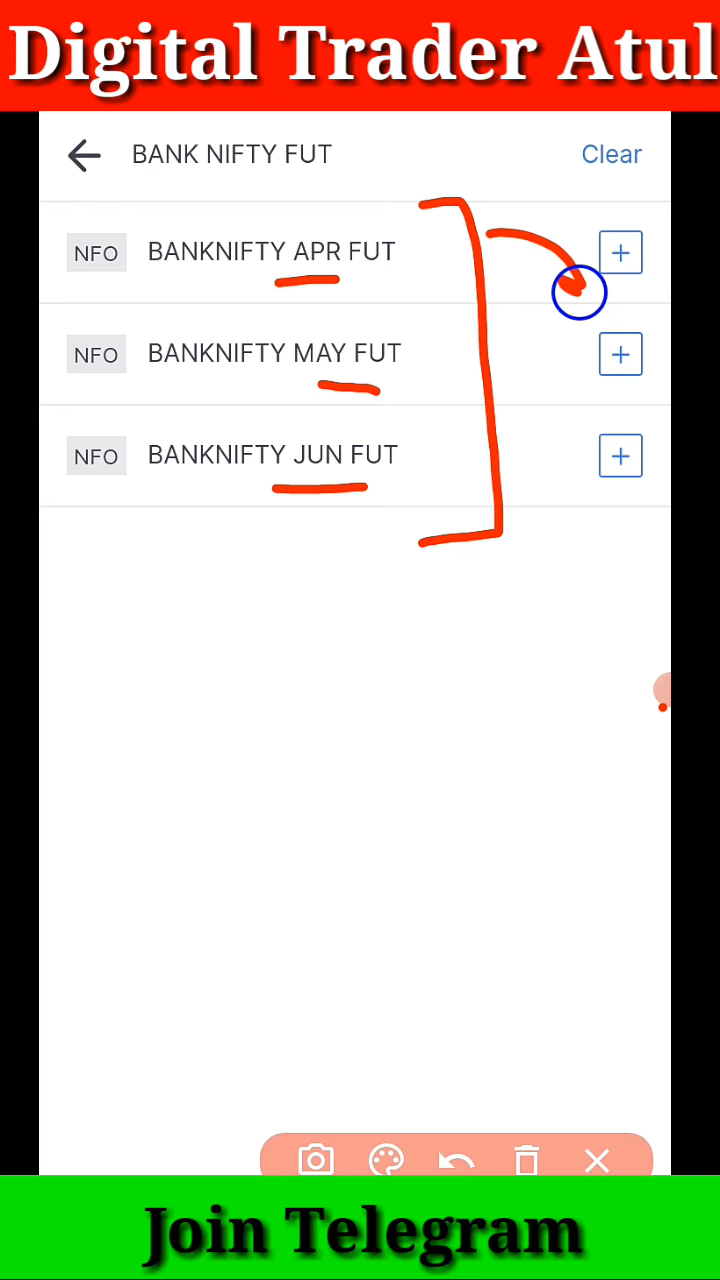 Digital Trader Atul
BANK NIFTY FUT Clear
NFO BANKNIFTY APR FUT
NFO BANKNIFTY MAY FUT
NFO BANKNIFTY JUN FUT
Join Telegram